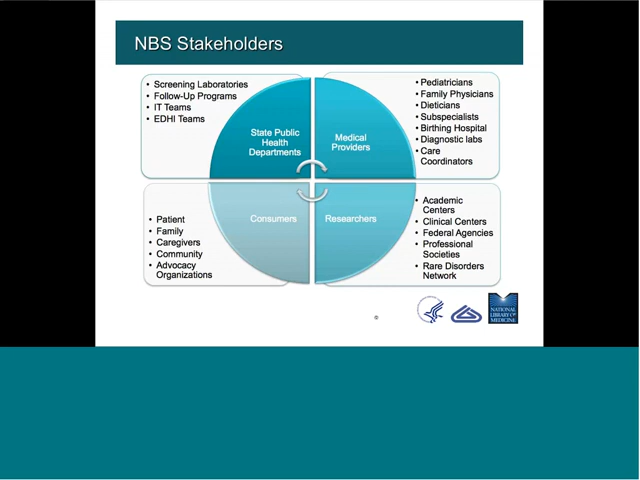 NBS Stakeholders
• Screening Laboratories
• Follow-Up Programs
• IT Teams
• EDHI Teams
State Public
Health
Departments
Medical
Providers
• Pediatricians
• Family Physicians
• Dieticians
• Subspecialists
• Birthing Hospital
• Diagnostic labs
• Care
Coordinators
• Patient
• Family
• Caregivers
• Community
• Advocacy
Organizations
Consumers
Researchers
• Academic
Centers
• Clinical Centers
• Federal Agencies
• Professional
Societies
• Rare Disorders
Network
NATIONAL
LIBRARY OF
MEDICINE